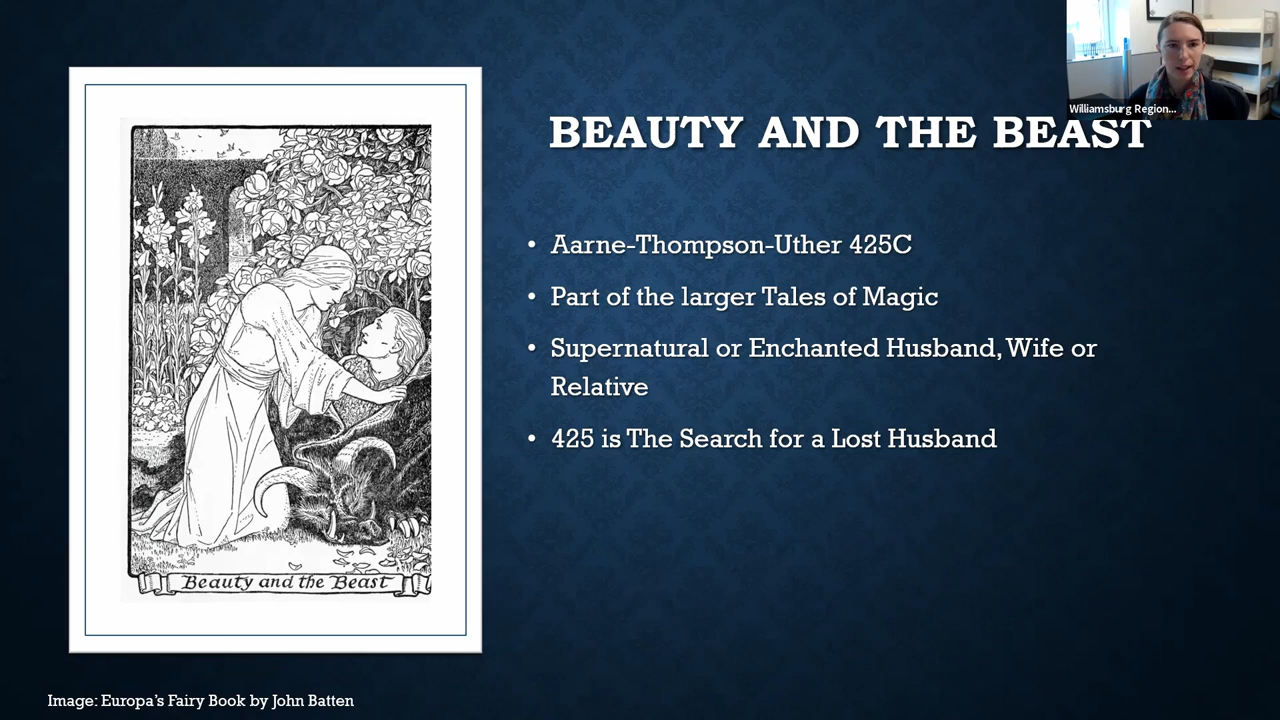 Williamsburg Region...
BEAUTY AND THE BEAST
• Aarne-Thompson-Uther 425C
• Part of the larger Tales of Magic
• Supernatural or Enchanted Husband, Wife or
Relative
• 425 is The Search for a Lost Husband
Beauty and the Beast
Image: Europa's Fairy Book by John Batten